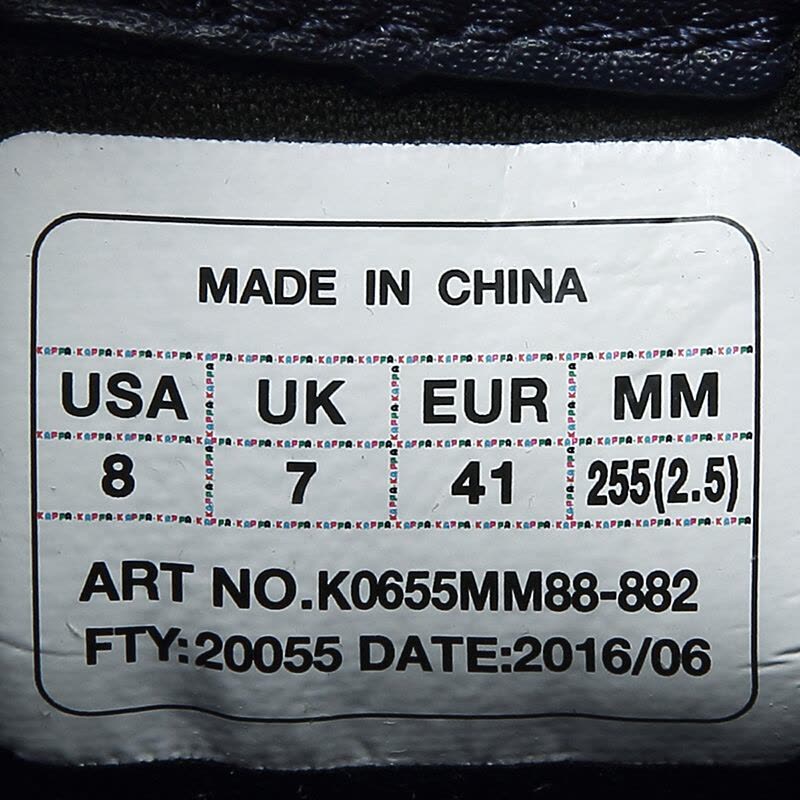 MADE IN CHINA
USA UK EUR MM
8 7 41 255(2.5)
ART NO.K0655MM88-882
FTY:20055 DATE:2016/06